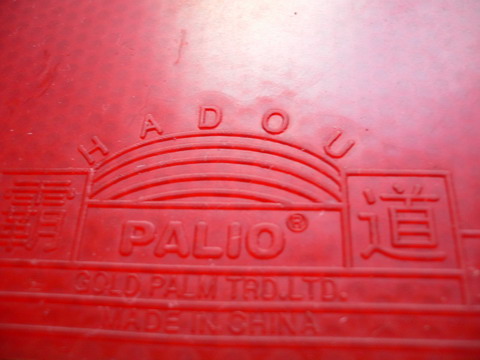 HADOU
霸 PALIO® 道
GOLD PALM TRD.LTD.
MADE IN CHINA